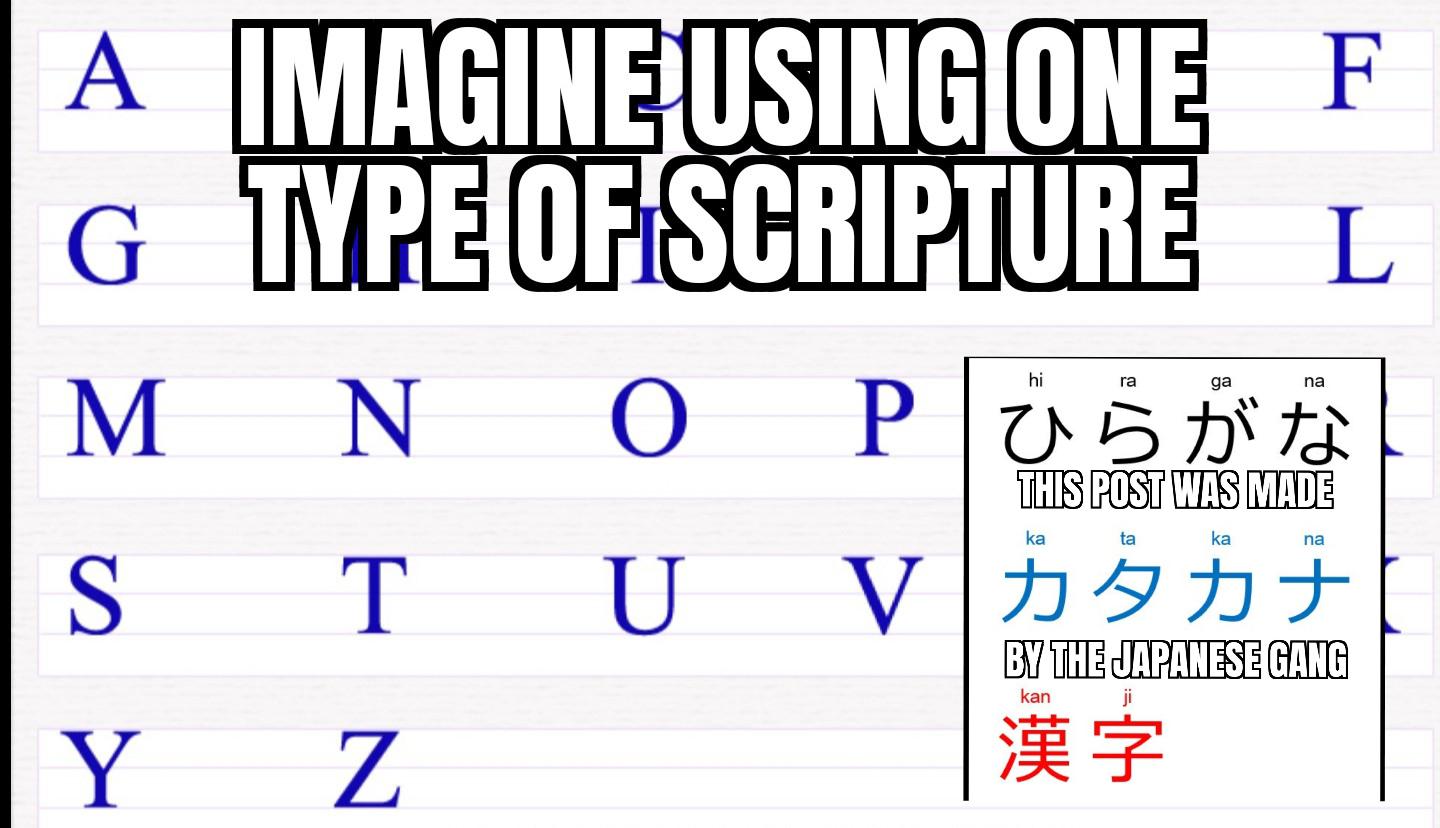 A F
IMAGINE USING ONE
G I L
TYPE OF SCRIPTURE
M N O P
hi ra ga na
ひらがな
THIS POST WAS MADE
S T U V
ka ta ka na
カタカナ
BY THE JAPANESE GANG
kan ji
漢字
Y Z